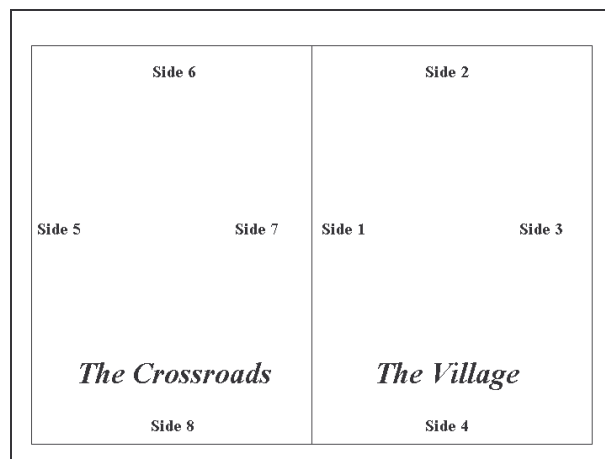 Side 6
Side 2
Side 5
Side 7
Side 1
Side 3
The Crossroads
The Village
Side 8
Side 4